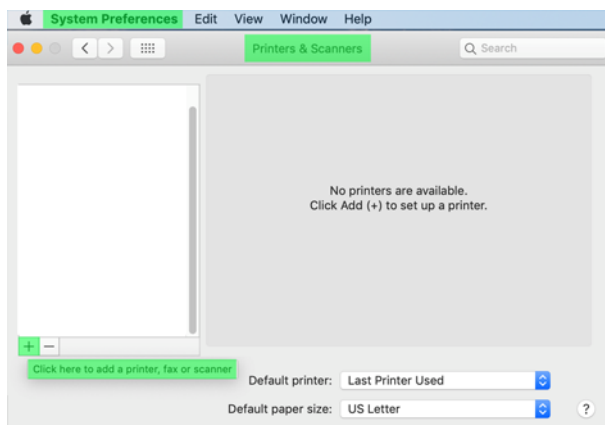 System Preferences Edit View Window Help
Printers & Scanners
Search
No printers are available.
Click Add (+) to set up a printer.
+ −
Click here to add a printer, fax or scanner
Default printer: Last Printer Used
Default paper size: US Letter
?